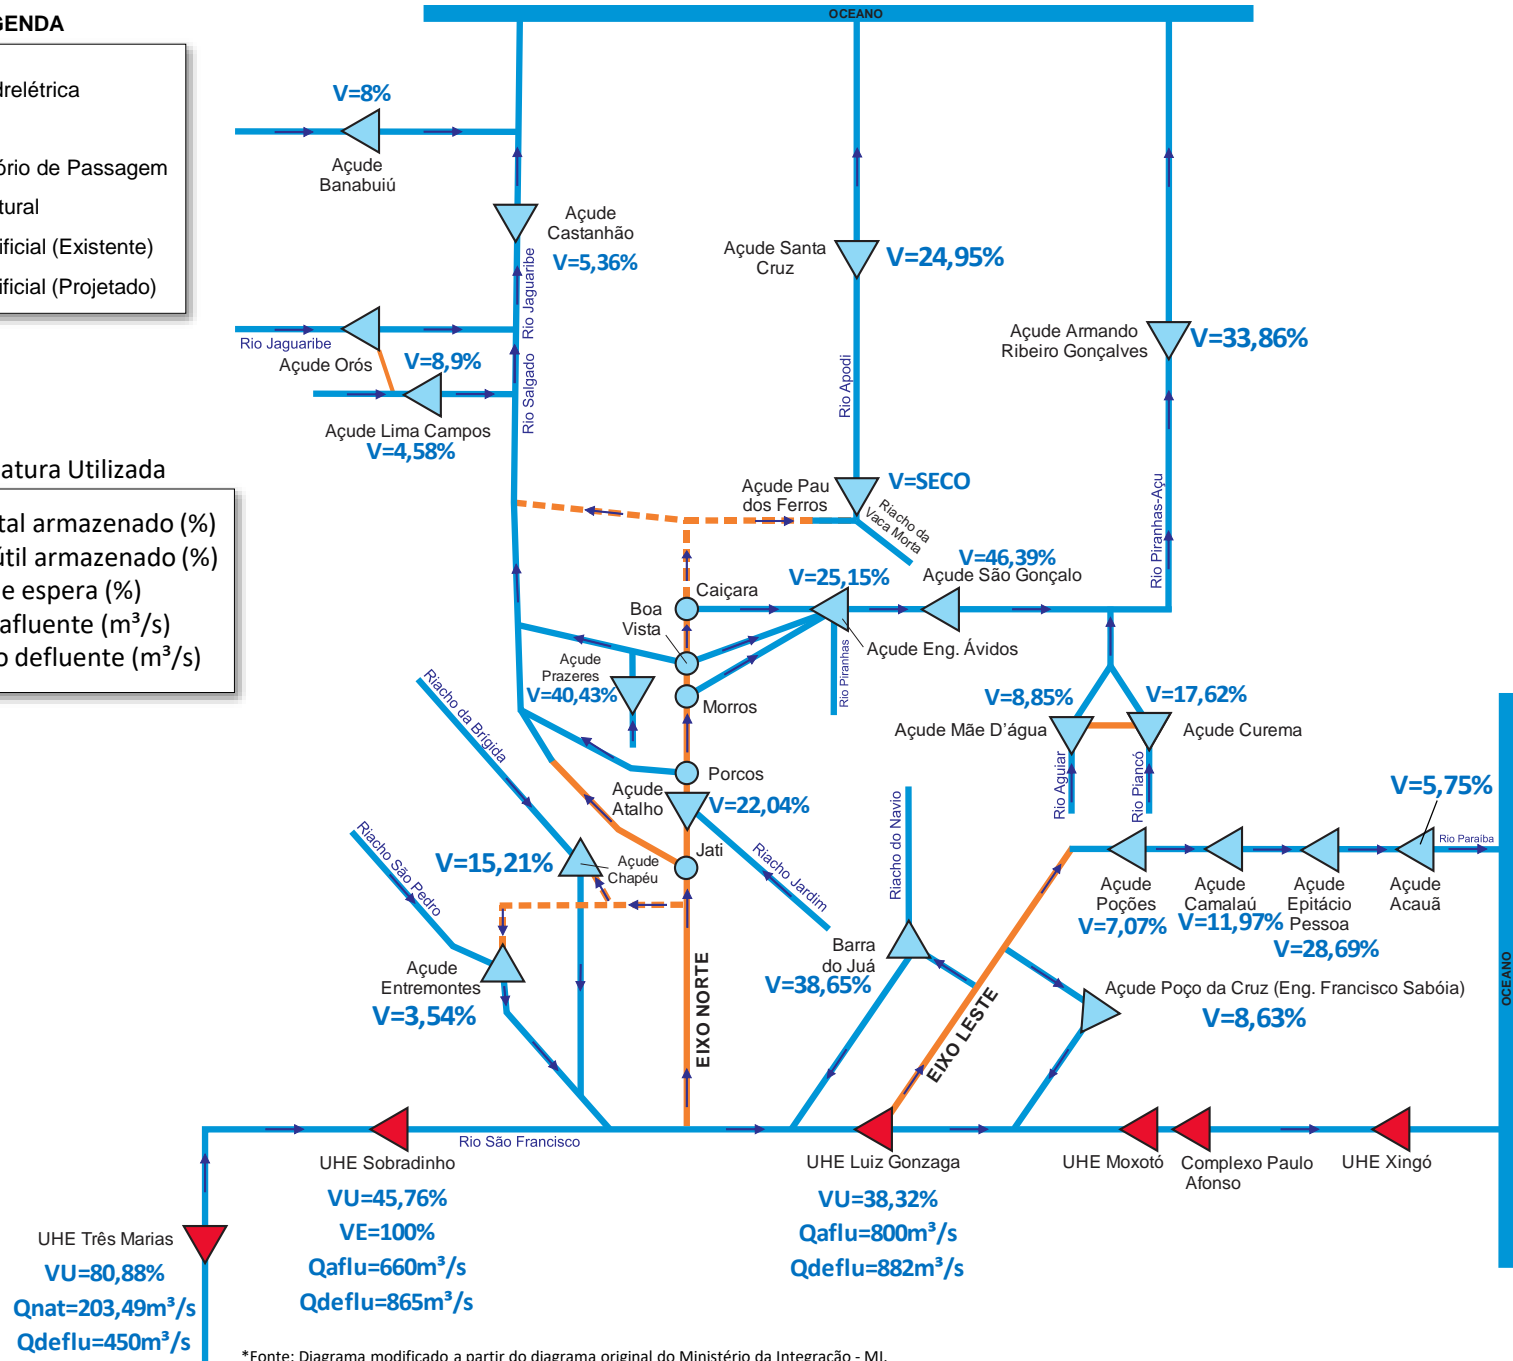 OCEANO
GENDA
drelétrica
ório de Passagem
tural
ificial (Existente)
ificial (Projetado)
V=8%
Açude
Banabuiú
Açude
Castanhão
V=5,36%
Rio Jaguaribe
Açude Santa
Cruz
V=24,95%
Açude Armando
Ribeiro Gonçalves
V=33,86%
Rio Jaguaribe
Açude Orós
V=8,9%
Rio Salgado
Açude Lima Campos
V=4,58%
Rio Apodi
atura Utilizada
tal armazenado (%)
útil armazenado (%)
e espera (%)
afluente (m³/s)
o defluente (m³/s)
Açude Pau
dos Ferros
V=SECO
Riacho da
Vaca Morta
Rio Piranhas-Açu
V=46,39%
Açude São Gonçalo
V=25,15%
Caiçara
Boa
Vista
Açude Eng. Ávidos
Rio Piranhas
Açude
Prazeres
V=40,43%
Morros
Riacho da Brígida
V=8,85%
Açude Mãe D'água
V=17,62%
Açude Curema
Rio Aguiar
Rio Piancó
Porcos
Açude
Atalho
V=22,04%
V=5,75%
Riacho São Pedro
V=15,21%
Açude
Chapéu
Jati
Riacho Jardim
Riacho do Navio
Rio Paraíba
Açude
Poções
V=7,07%
Açude
Camalaú
V=11,97%
Açude
Epitácio
Pessoa
V=28,69%
Açude
Acauã
Açude
Entremontes
V=3,54%
EIXO NORTE
Barra
do Juá
V=38,65%
EIXO LESTE
Açude Poço da Cruz (Eng. Francisco Sabóia)
V=8,63%
OCEANO
Rio São Francisco
UHE Sobradinho
VU=45,76%
VE=100%
Qaflu=660m³/s
Qdeflu=865m³/s
UHE Luiz Gonzaga
VU=38,32%
Qaflu=800m³/s
Qdeflu=882m³/s
UHE Moxotó
Complexo Paulo
Afonso
UHE Xingó
UHE Três Marias
VU=80,88%
Qnat=203,49m³/s
Qdeflu=450m³/s
*Fonte: Diagrama modificado a partir do diagrama original do Ministério da Integração - MI.